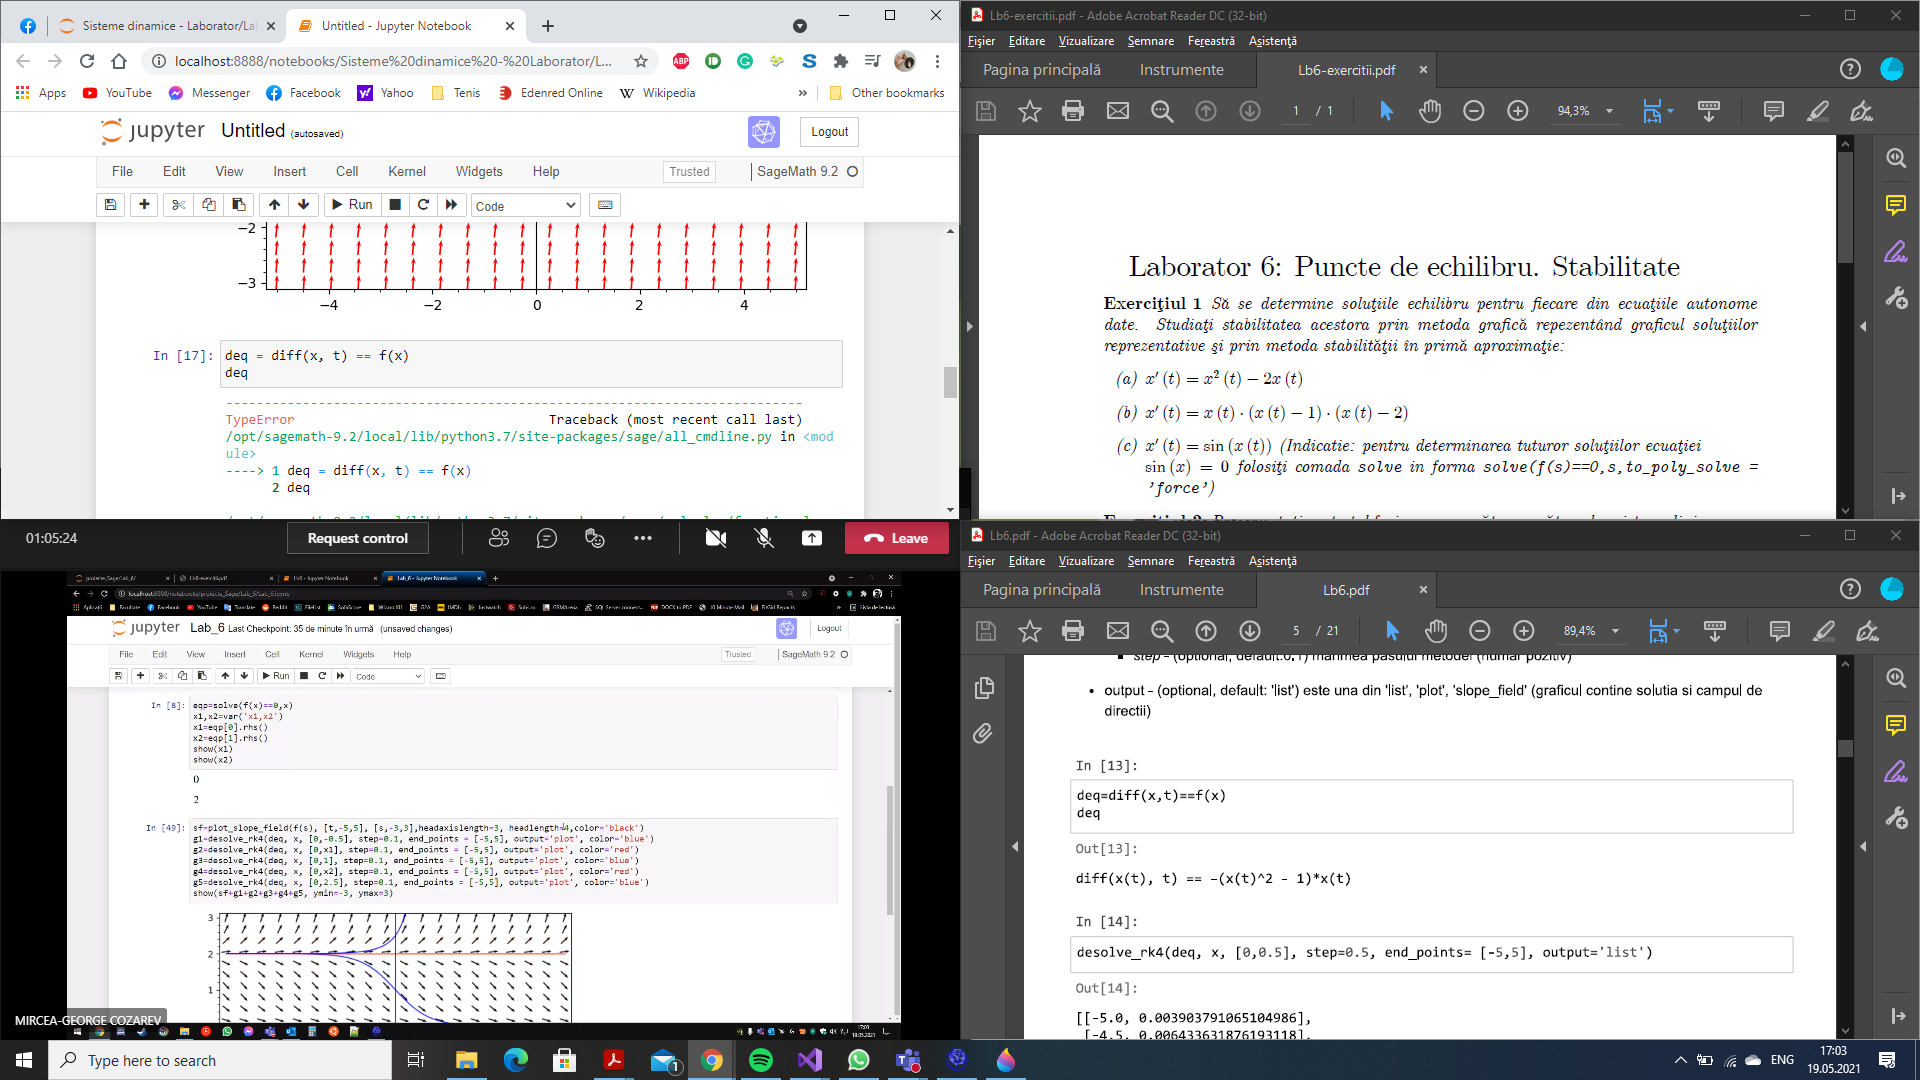 Sisteme dinamice - Laborator/La
Untitled - Jupyter Notebook
localhost:8888/notebooks/Sisteme%20dinamice%20-%20Laborator/L...
Apps
YouTube
Messenger
Facebook
Yahoo
Tenis
Edenred Online
Wikipedia
Other bookmarks
jupyter Untitled (autosaved)
Logout
File Edit View Insert Cell Kernel Widgets Help
Trusted
SageMath 9.2
Run
Code
−2
−3
−4 −2 0 2 4
In [17]:
deq = diff(x, t) == f(x)
deq
TypeError Traceback (most recent call last)
/opt/sagemath-9.2/local/lib/python3.7/site-packages/sage/all_cmdline.py in <mod
ule>
----> 1 deq = diff(x, t) == f(x)
2 deq
Lb6-exercitii.pdf - Adobe Acrobat Reader DC (32-bit)
Fișier Editare Vizualizare Semnare Fereastră Asistență
Pagina principală
Instrumente
Lb6-exercitii.pdf
1 / 1
94,3%
Laborator 6: Puncte de echilibru. Stabilitate
Exerciţiul 1 Să se determine soluţiile echilibru pentru fiecare din ecuaţiile autonome
date. Studiaţi stabilitatea acestora prin metoda grafică repezentând graficul soluţiilor
reprezentative şi prin metoda stabilităţii în primă aproximaţie:
(a) x′ (t) = x² (t) − 2x (t)
(b) x′ (t) = x (t) · (x (t) − 1) · (x (t) − 2)
(c) x′ (t) = sin (x (t)) (Indicatie: pentru determinarea tuturor soluţiilor ecuaţiei
sin (x) = 0 folosiţi comada solve in forma solve(f(s)==0,s,to_poly_solve =
'force')
01:05:24
Request control
Leave
jupyter Lab_6 Last Checkpoint: 35 de minute în urmă (unsaved changes)
Logout
File Edit View Insert Cell Kernel Widgets Help
Trusted
SageMath 9.2
Run
Code
In [8]:
eqp=solve(f(x)==0,x)
x1,x2=var('x1,x2')
x1=eqp[0].rhs()
x2=eqp[1].rhs()
show(x1)
show(x2)
0
2
In [49]:
sf=plot_slope_field(f(s), [t,-5,5], [s,-3,3],headaxislength=3, headlength=4,color='black')
g1=desolve_rk4(deq, x, [0,-0.5], step=0.1, end_points = [-5,5], output='plot', color='blue')
g2=desolve_rk4(deq, x, [0,x1], step=0.1, end_points = [-5,5], output='plot', color='red')
g3=desolve_rk4(deq, x, [0,1], step=0.1, end_points = [-5,5], output='plot', color='blue')
g4=desolve_rk4(deq, x, [0,x2], step=0.1, end_points = [-5,5], output='plot', color='red')
g5=desolve_rk4(deq, x, [0,2.5], step=0.1, end_points = [-5,5], output='plot', color='blue')
show(sf+g1+g2+g3+g4+g5, ymin=-3, ymax=3)
3
2
1
MIRCEA-GEORGE COZAREV
Lb6.pdf - Adobe Acrobat Reader DC (32-bit)
Fișier Editare Vizualizare Semnare Fereastră Asistență
Pagina principală
Instrumente
Lb6.pdf
5 / 21
89,4%
step - (optional, default:0,1) marimea pasului metodei (numar pozitiv)
• output - (optional, default: 'list') este una din 'list', 'plot', 'slope_field' (graficul contine solutia si campul de
directii)
In [13]:
deq=diff(x,t)==f(x)
deq
Out[13]:
diff(x(t), t) == -(x(t)^2 - 1)*x(t)
In [14]:
desolve_rk4(deq, x, [0,0.5], step=0.5, end_points= [-5,5], output='list')
Out[14]:
[[-5.0, 0.003903791065104986],
[-4.5, 0.006433631876193118],
Type here to search
1
ENG
17:03
19.05.2021